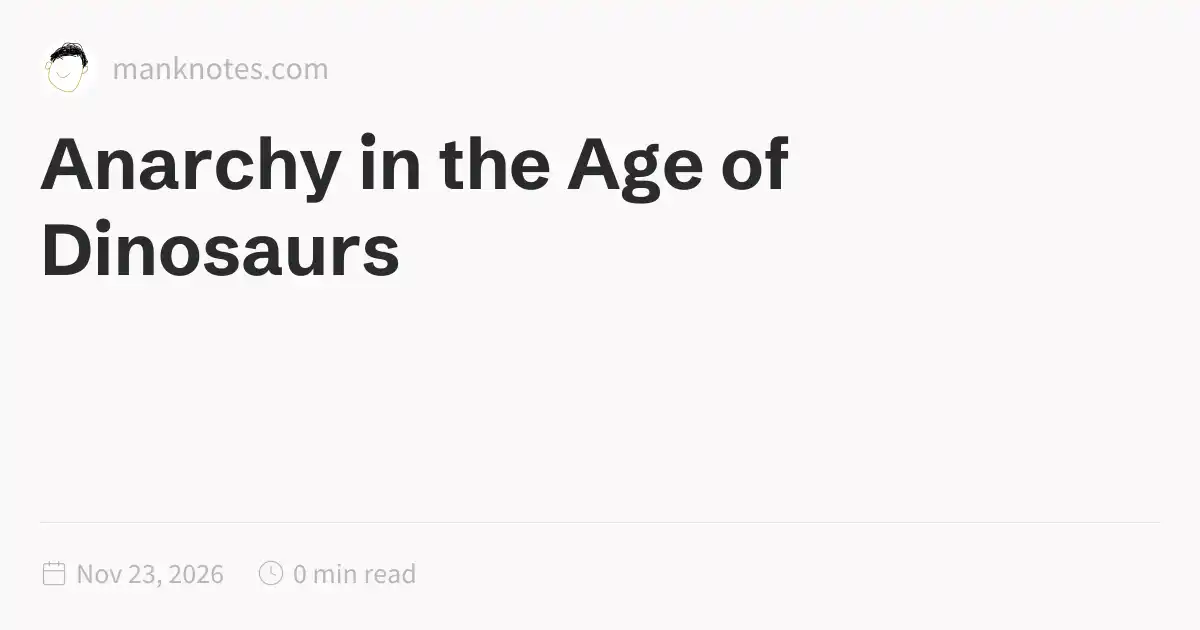 manknotes.com
Anarchy in the Age of
Dinosaurs
Nov 23, 2026 0 min read